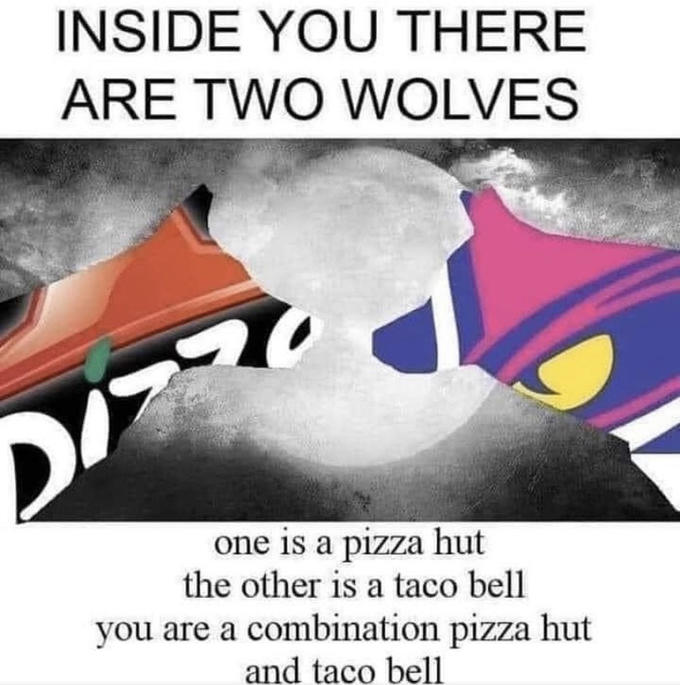 INSIDE YOU THERE
ARE TWO WOLVES
Pizza
one is a pizza hut
the other is a taco bell
you are a combination pizza hut
and taco bell